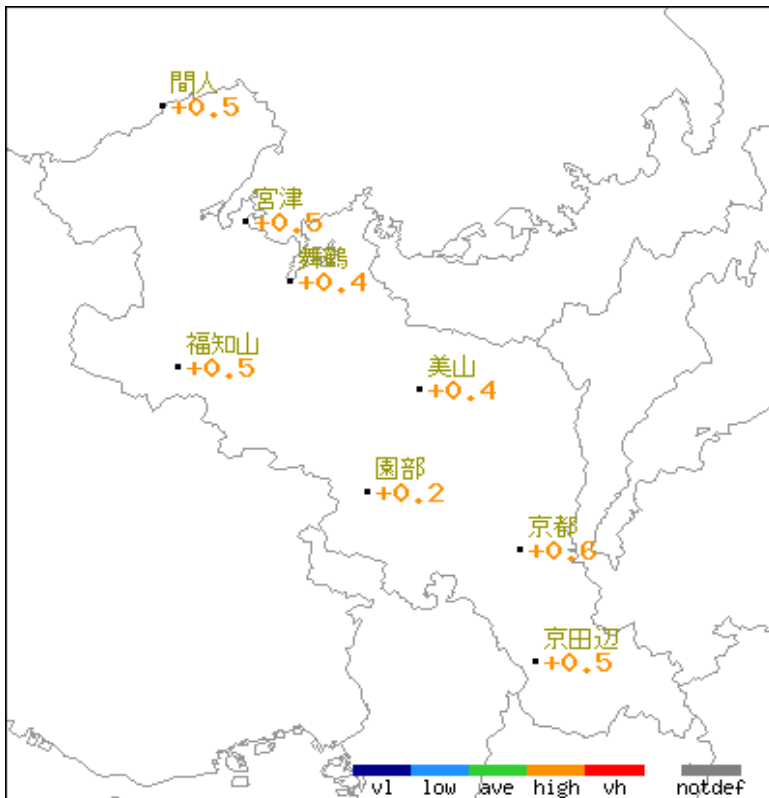 間人
+0.5
宮津
+0.5
舞鶴
+0.4
福知山
+0.5
美山
+0.4
園部
+0.2
京都
+0.6
京田辺
+0.5
vl low ave high vh notdef